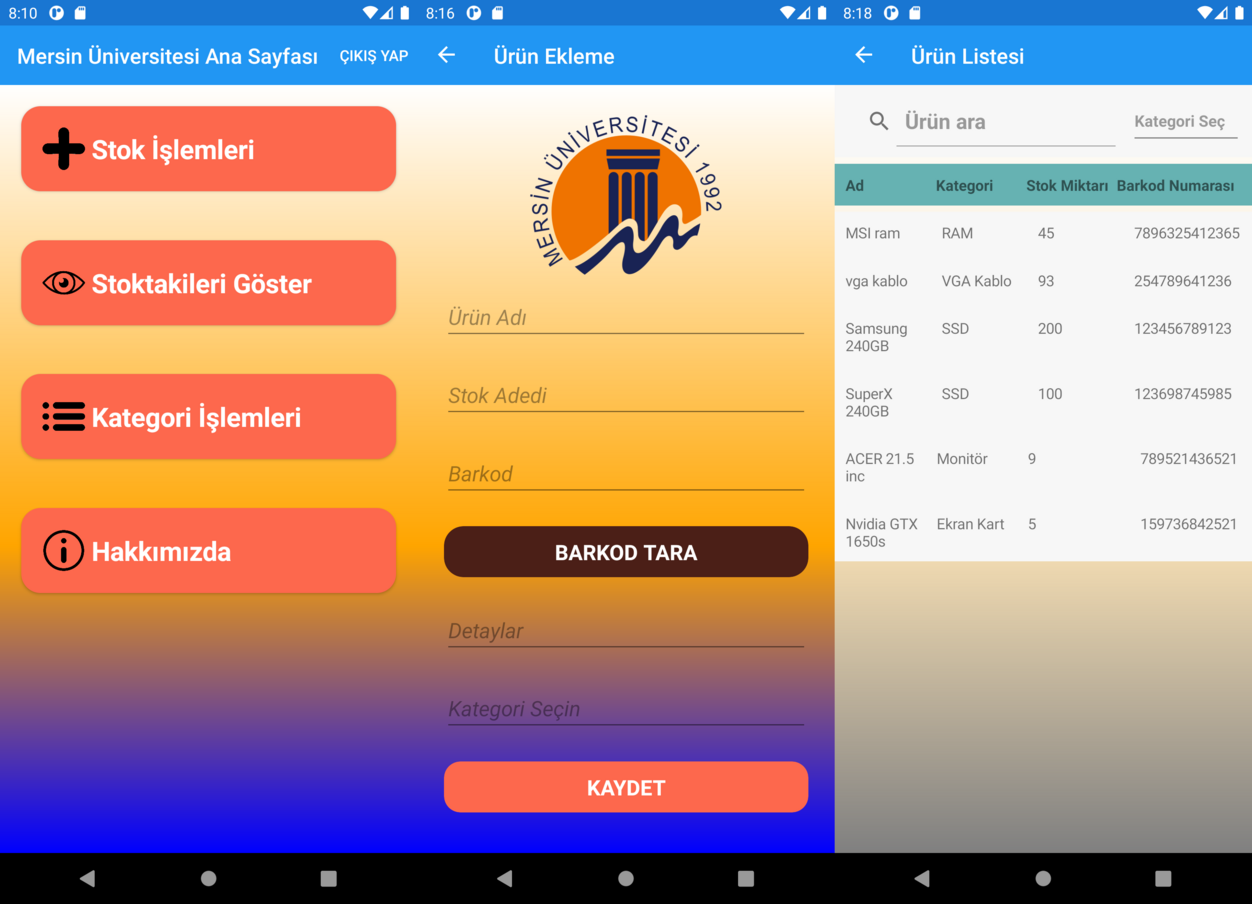 8:10
Mersin Üniversitesi Ana Sayfası ÇIKIŞ YAP
Stok İşlemleri
Stoktakileri Göster
Kategori İşlemleri
Hakkımızda
8:16
Ürün Ekleme
MERSİN ÜNİVERSİTESİ 1992
Ürün Adı
Stok Adedi
Barkod
BARKOD TARA
Detaylar
Kategori Seçin
KAYDET
8:18
Ürün Listesi
Ürün ara Kategori Seç
Ad Kategori Stok Miktarı Barkod Numarası
MSI ram RAM 45 7896325412365
vga kablo VGA Kablo 93 254789641236
Samsung SSD 200 123456789123
240GB
SuperX SSD 100 123698745985
240GB
ACER 21.5 Monitör 9 789521436521
inc
Nvidia GTX Ekran Kart 5 159736842521
1650s